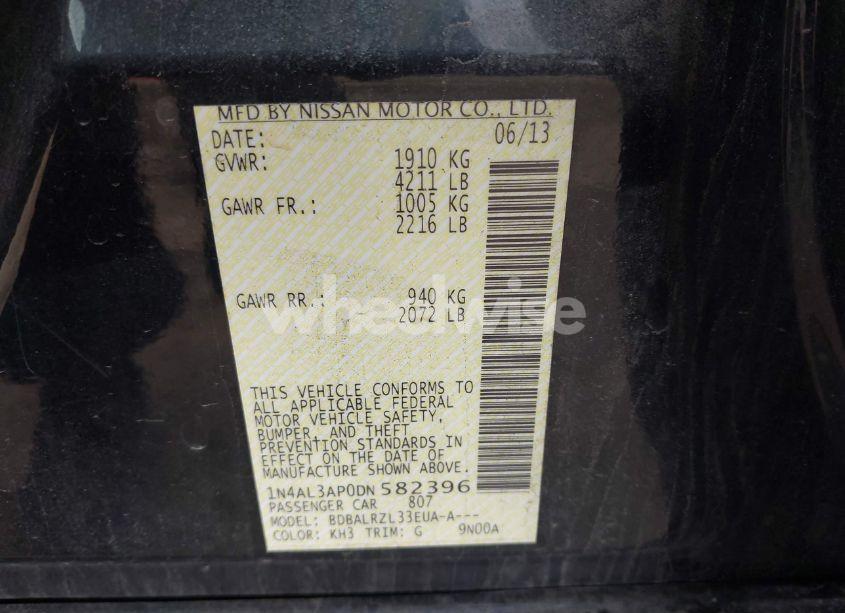 MFD BY NISSAN MOTOR CO., LTD.
DATE: 06/13
GVWR: 1910 KG
4211 LB
GAWR FR.: 1005 KG
2216 LB
GAWR RR.: 940 KG
2072 LB
wheelwise
THIS VEHICLE CONFORMS TO
ALL APPLICABLE FEDERAL
MOTOR VEHICLE SAFETY,
BUMPER, AND THEFT
PREVENTION STANDARDS IN
EFFECT ON THE DATE OF
MANUFACTURE SHOWN ABOVE.
1N4AL3AP0DN582396
PASSENGER CAR 807
MODEL: BDBALRZL33EUA-A---
COLOR: KH3 TRIM: G 9N00A